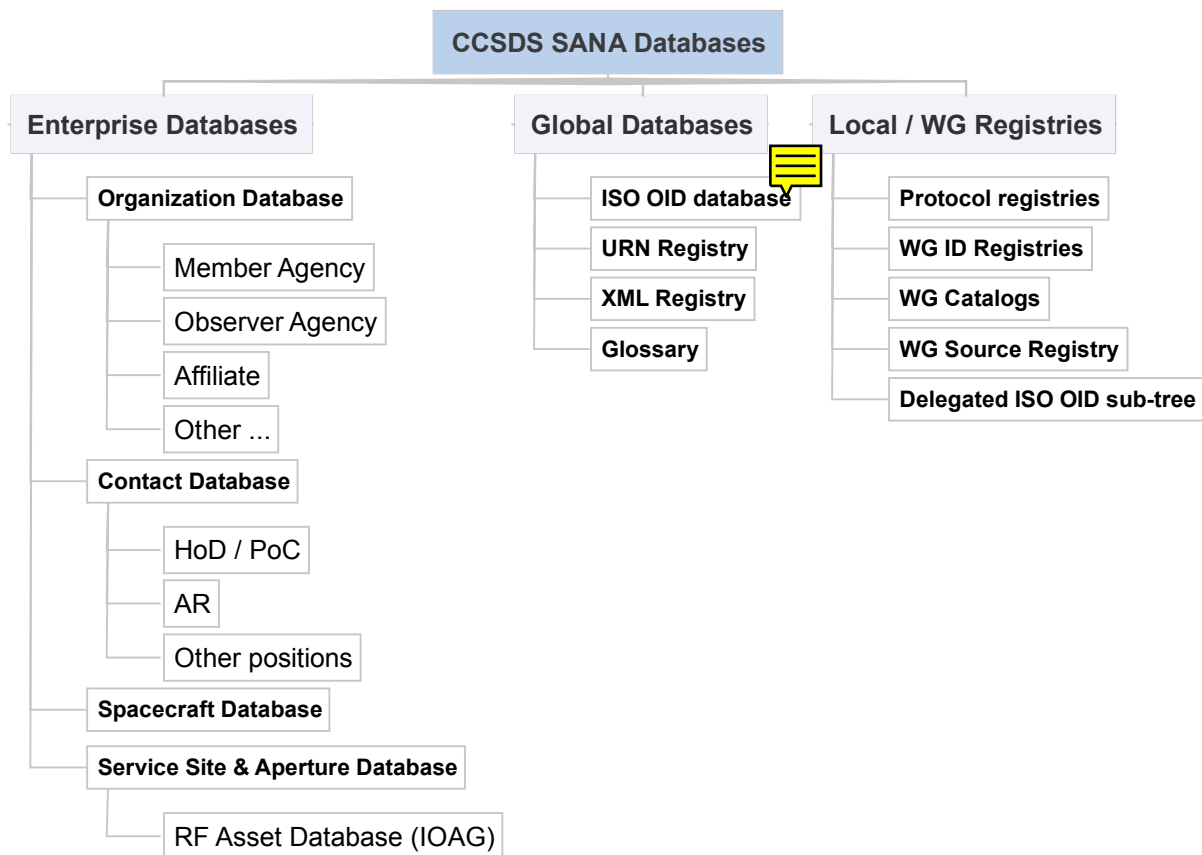 CCSDS SANA Databases
Enterprise Databases
Organization Database
Member Agency
Observer Agency
Affiliate
Other ...
Contact Database
HoD / PoC
AR
Other positions
Spacecraft Database
Service Site & Aperture Database
RF Asset Database (IOAG)
Global Databases
ISO OID database
URN Registry
XML Registry
Glossary
Local / WG Registries
Protocol registries
WG ID Registries
WG Catalogs
WG Source Registry
Delegated ISO OID sub-tree